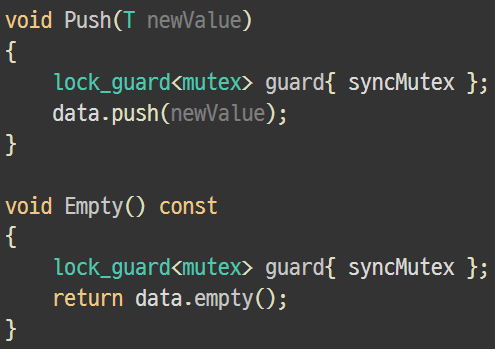 void Push(T newValue)
{
    lock_guard<mutex> guard{ syncMutex };
    data.push(newValue);
}

void Empty() const
{
    lock_guard<mutex> guard{ syncMutex };
    return data.empty();
}